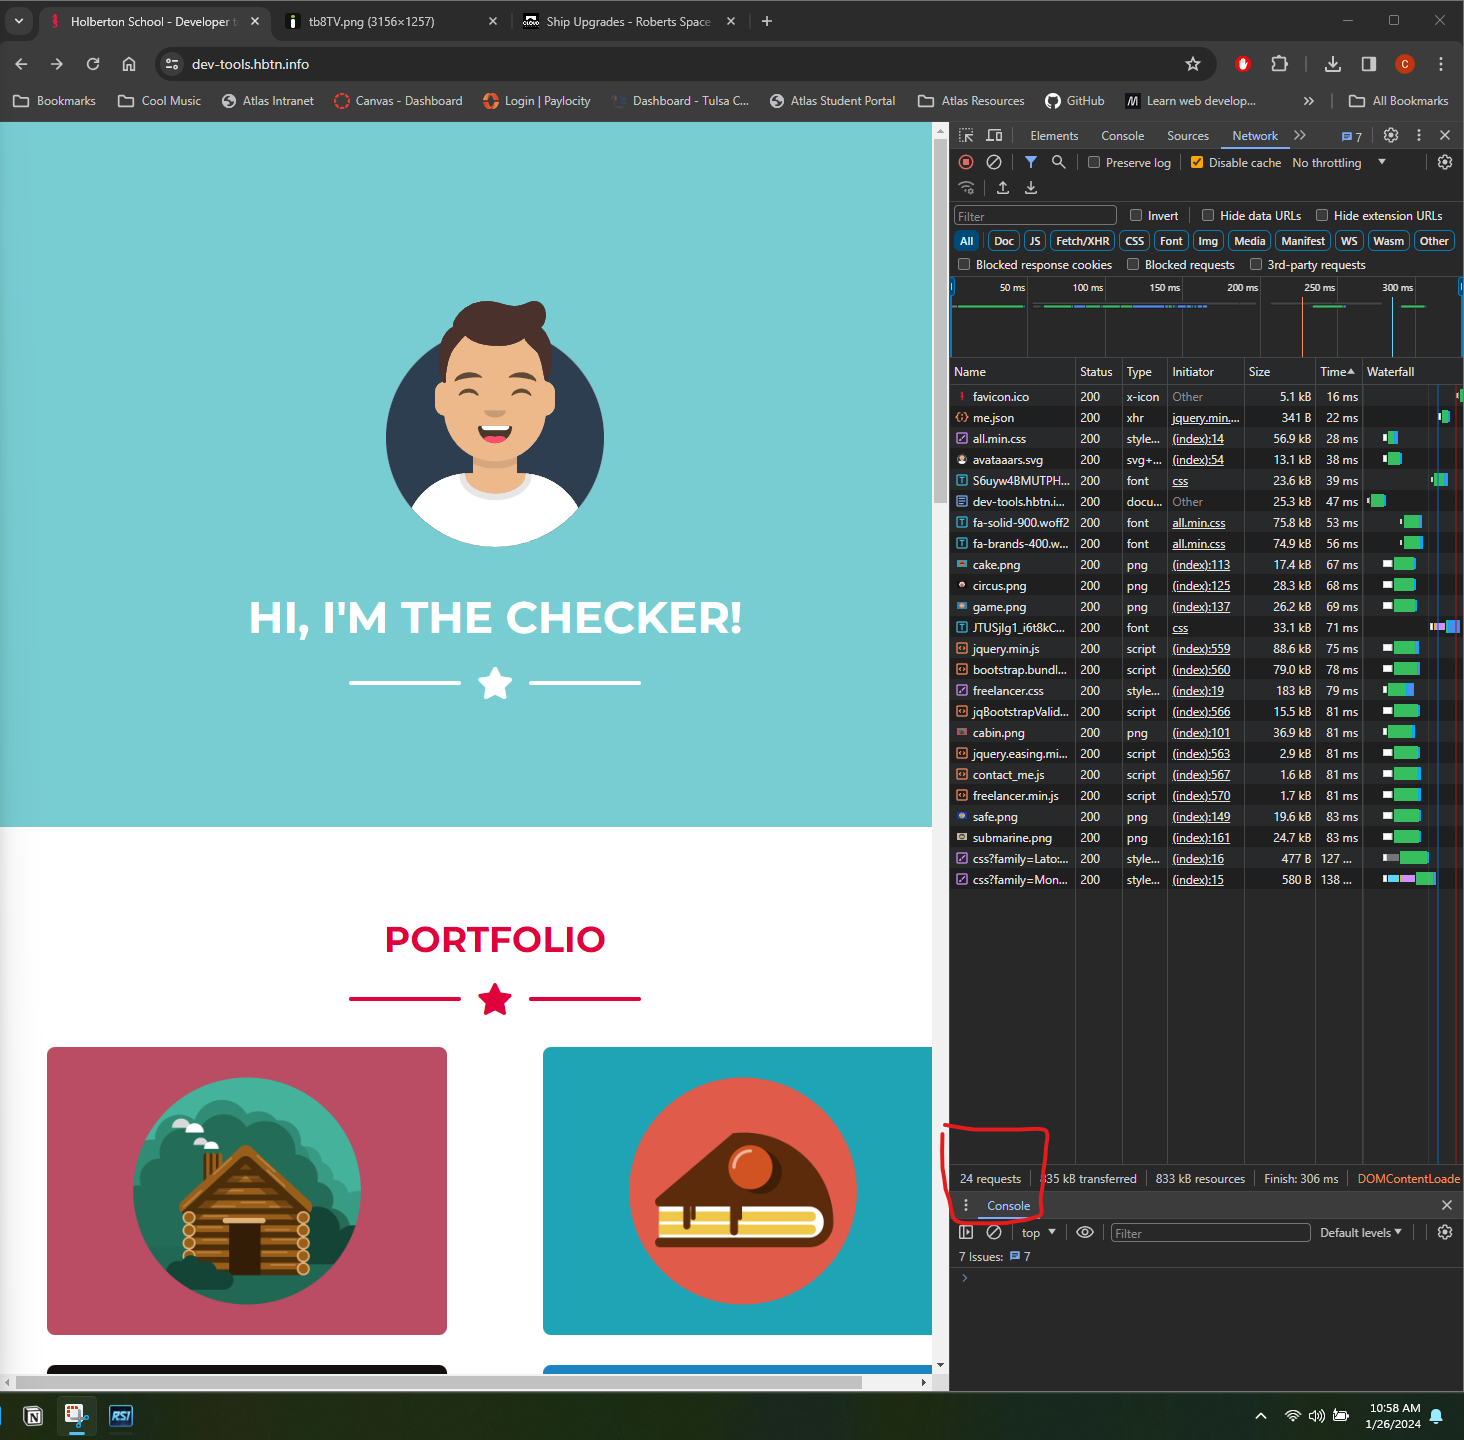 Holberton School - Developer t
tb8TV.png (3156×1257)
Ship Upgrades - Roberts Space
dev-tools.hbtn.info
C
Bookmarks
Cool Music
Atlas Intranet
Canvas - Dashboard
Login | Paylocity
Dashboard - Tulsa C...
Atlas Student Portal
Atlas Resources
GitHub
Learn web develop...
All Bookmarks
Elements Console Sources Network 7
Preserve log Disable cache No throttling
Filter Invert Hide data URLs Hide extension URLs
All Doc JS Fetch/XHR CSS Font Img Media Manifest WS Wasm Other
Blocked response cookies Blocked requests 3rd-party requests
50 ms 100 ms 150 ms 200 ms 250 ms 300 ms
Name Status Type Initiator Size Time Waterfall
favicon.ico 200 x-icon Other 5.1 kB 16 ms
me.json 200 xhr jquery.min.... 341 B 22 ms
all.min.css 200 style... (index):14 56.9 kB 28 ms
avataaars.svg 200 svg+... (index):54 13.1 kB 38 ms
S6uyw4BMUTPH... 200 font css 23.6 kB 39 ms
dev-tools.hbtn.i... 200 docu... Other 25.3 kB 47 ms
fa-solid-900.woff2 200 font all.min.css 75.8 kB 53 ms
fa-brands-400.w... 200 font all.min.css 74.9 kB 56 ms
cake.png 200 png (index):113 17.4 kB 67 ms
circus.png 200 png (index):125 28.3 kB 68 ms
game.png 200 png (index):137 26.2 kB 69 ms
JTUSjIg1_i6t8kC... 200 font css 33.1 kB 71 ms
jquery.min.js 200 script (index):559 88.6 kB 75 ms
bootstrap.bundl... 200 script (index):560 79.0 kB 78 ms
freelancer.css 200 style... (index):19 183 kB 79 ms
jqBootstrapValid... 200 script (index):566 15.5 kB 81 ms
cabin.png 200 png (index):101 36.9 kB 81 ms
jquery.easing.mi... 200 script (index):563 2.9 kB 81 ms
contact_me.js 200 script (index):567 1.6 kB 81 ms
freelancer.min.js 200 script (index):570 1.7 kB 81 ms
safe.png 200 png (index):149 19.6 kB 83 ms
submarine.png 200 png (index):161 24.7 kB 83 ms
css?family=Lato:... 200 style... (index):16 477 B 127 ...
css?family=Mon... 200 style... (index):15 580 B 138 ...
24 requests 835 kB transferred 833 kB resources Finish: 306 ms DOMContentLoade
Console
top Filter Default levels
7 Issues: 7
HI, I'M THE CHECKER!
PORTFOLIO
RSI
10:58 AM
1/26/2024